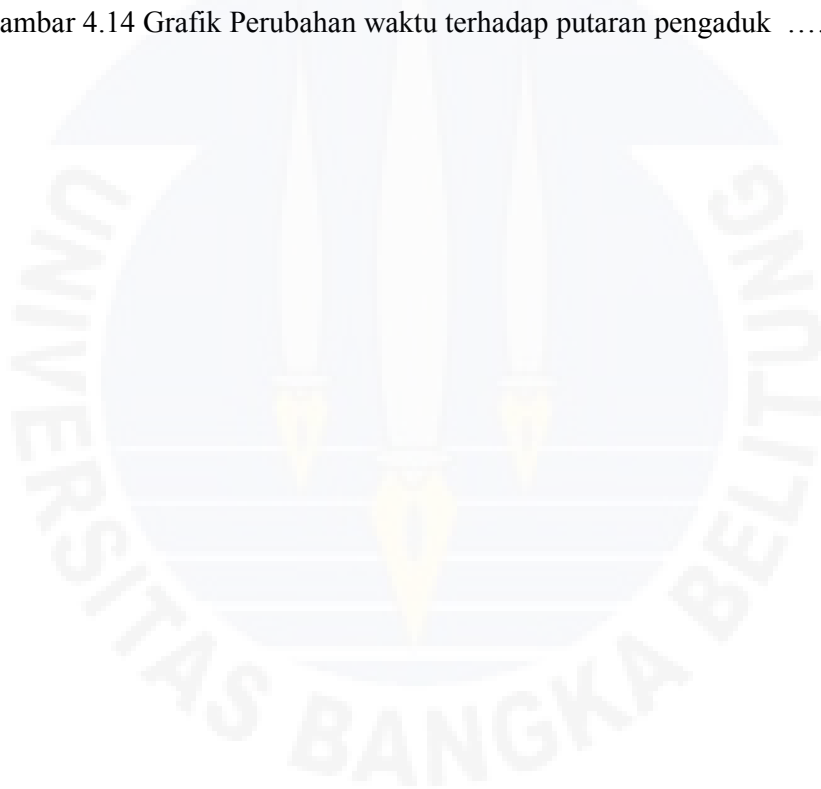 ambar 4.14 Grafik Perubahan waktu terhadap putaran pengaduk ….
UNIVERSITAS BANGKA BELITUNG